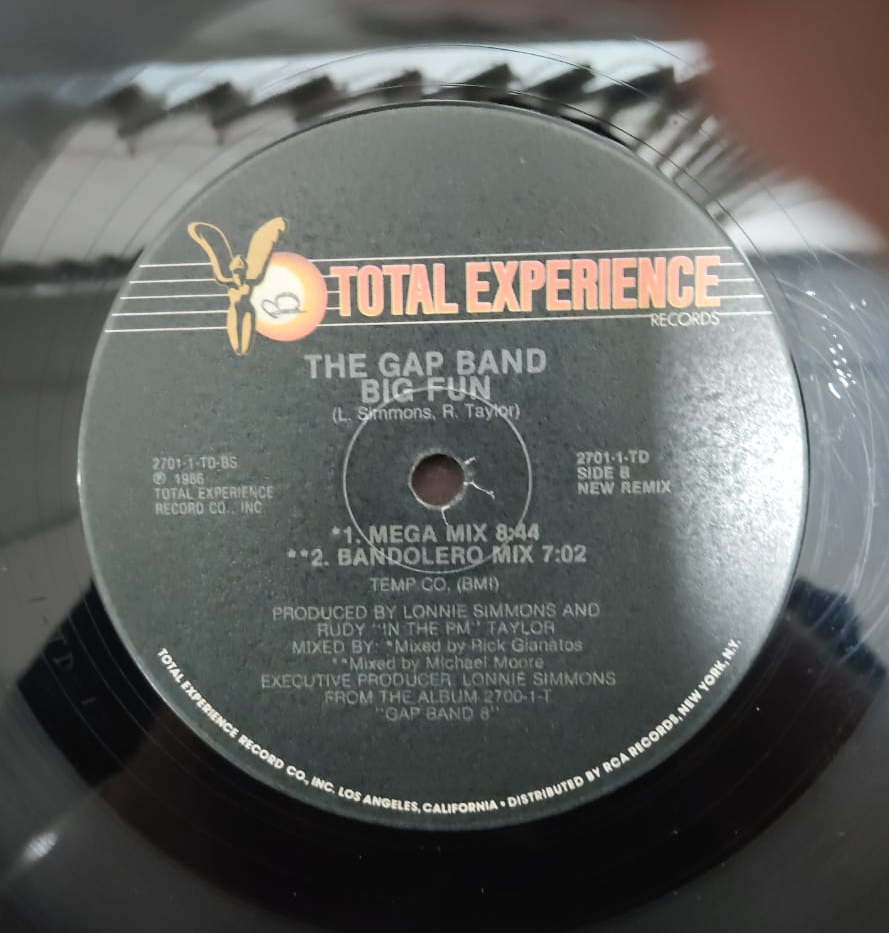 B
TOTAL EXPERIENCE
RECORDS
THE GAP BAND
BIG FUN
(L. Simmons, R. Taylor)
2701-1-TD-BS
℗ 1986
TOTAL EXPERIENCE
RECORD CO., INC
2701-1-TD
SIDE B
NEW REMIX
*1. MEGA MIX 8:44
**2. BANDOLERO MIX 7:02
TEMP CO. (BMI)
PRODUCED BY LONNIE SIMMONS AND
RUDY "IN THE PM" TAYLOR
MIXED BY: *Mixed by Rick Gianatos
**Mixed by Michael Moore
EXECUTIVE PRODUCER: LONNIE SIMMONS
FROM THE ALBUM 2700-1-T
"GAP BAND 8"
TOTAL EXPERIENCE RECORD CO., INC. LOS ANGELES, CALIFORNIA • DISTRIBUTED BY RCA RECORDS, NEW YORK, N.Y.